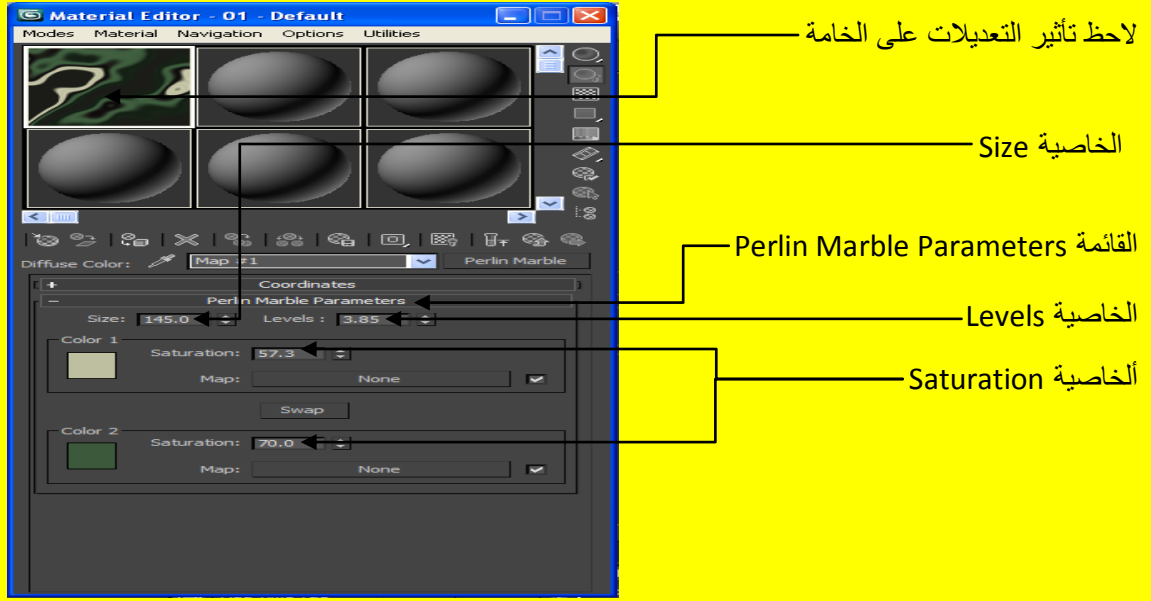 Material Editor - 01 - Default
Modes Material Navigation Options Utilities
Diffuse Color: Map #1 Perlin Marble
+ Coordinates
- Perlin Marble Parameters
Size: 145.0 Levels : 3.85
Color 1
Saturation: 57.3
Map: None
Swap
Color 2
Saturation: 70.0
Map: None
لاحظ تأثير التعديلات على الخامة
الخاصية Size
القائمة Perlin Marble Parameters
الخاصية Levels
ألخاصية Saturation